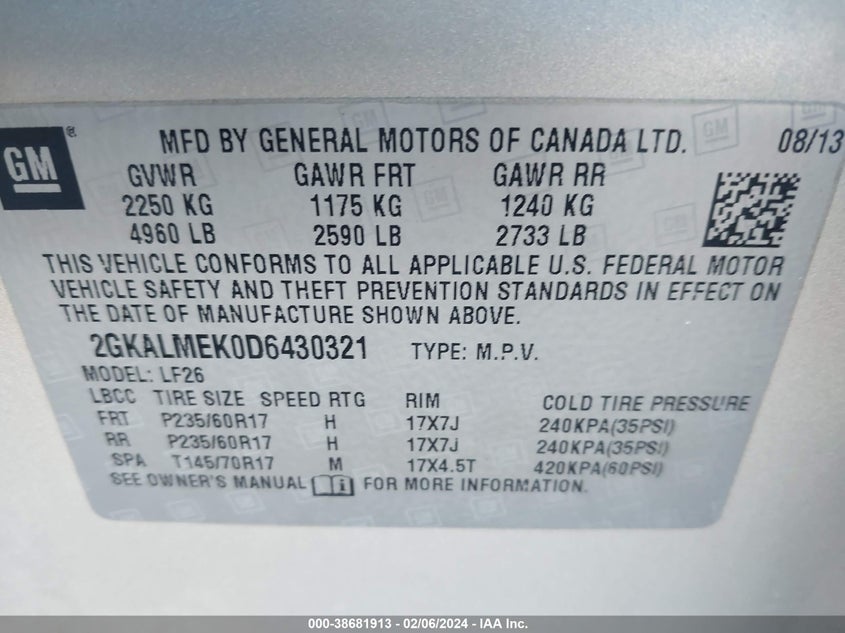 GM®
MFD BY GENERAL MOTORS OF CANADA LTD. 08/13
GVWR GAWR FRT GAWR RR
2250 KG 1175 KG 1240 KG
4960 LB 2590 LB 2733 LB
THIS VEHICLE CONFORMS TO ALL APPLICABLE U.S. FEDERAL MOTOR
VEHICLE SAFETY AND THEFT PREVENTION STANDARDS IN EFFECT ON
THE DATE OF MANUFACTURE SHOWN ABOVE.
2GKALMEK0D6430321 TYPE: M.P.V.
MODEL: LF26
LBCC TIRE SIZE SPEED RTG RIM COLD TIRE PRESSURE
FRT P235/60R17 H 17X7J 240KPA(35PSI)
RR P235/60R17 H 17X7j 240KPA(35PSI)
SPA T145/70R17 M 17X4.5T 420KPA(60PSI)
SEE OWNER'S MANUAL FOR MORE INFORMATION.
000-38681913 - 02/06/2024 - IAAI Inc.